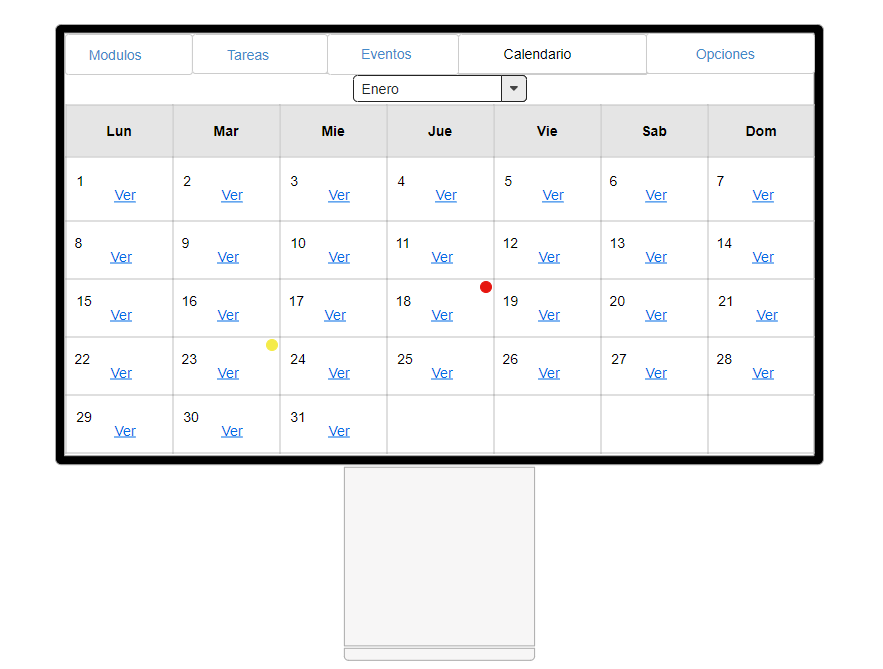 Modulos Tareas Eventos Calendario Opciones
Enero
Lun Mar Mie Jue Vie Sab Dom
1 2 3 4 5 6 7
Ver Ver Ver Ver Ver Ver Ver
8 9 10 11 12 13 14
Ver Ver Ver Ver Ver Ver Ver
15 16 17 18 19 20 21
Ver Ver Ver Ver Ver Ver Ver
22 23 24 25 26 27 28
Ver Ver Ver Ver Ver Ver Ver
29 30 31
Ver Ver Ver